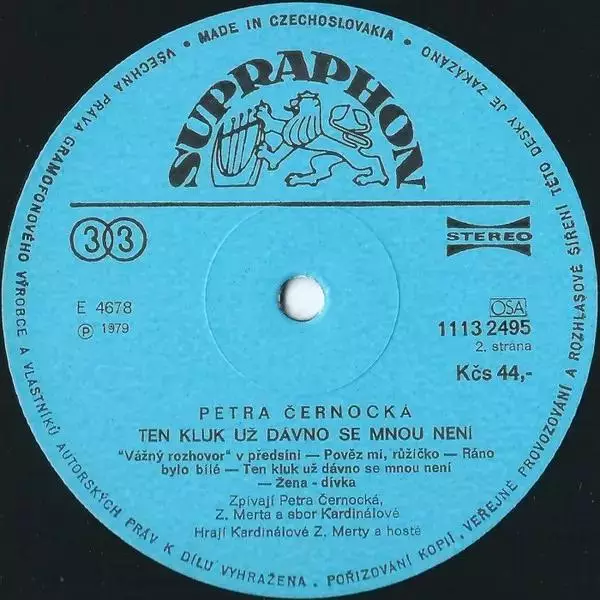 • MADE IN CZECHOSLOVAKIA •
VŠECHNA PRÁVA GRAMOFONOVÉHO VÝROBCE A VLASTNÍKŮ AUTORSKÝCH PRÁV K DÍLU VYHRAŽENA. POŘIZOVÁNÍ KOPIÍ, VEŘEJNÉ PROVOZOVÁNÍ A ROZHLASOVÉ ŠÍŘENÍ TÉTO DESKY JE ZAKÁZÁNO
SUPRAPHON
33
STEREO
E 4678
Ⓟ 1979
OSA
1113 2495
2. strana
Kčs 44,-
PETRA ČERNOCKÁ
TEN KLUK UŽ DÁVNO SE MNOU NENÍ
"Vážný rozhovor" v předsíni — Pověz mi, růžičko — Ráno
bylo bílé — Ten kluk už dávno se mnou není
— Žena - dívka
Zpívají Petra Černocká,
Z. Merta a sbor Kardinálové
Hrají Kardinálové Z. Merty a hosté